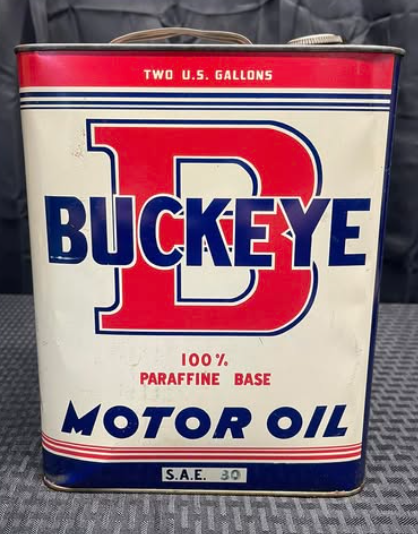 TWO U.S. GALLONS
B
BUCKEYE
100%
PARAFFINE BASE
MOTOR OIL
S.A.E. 30